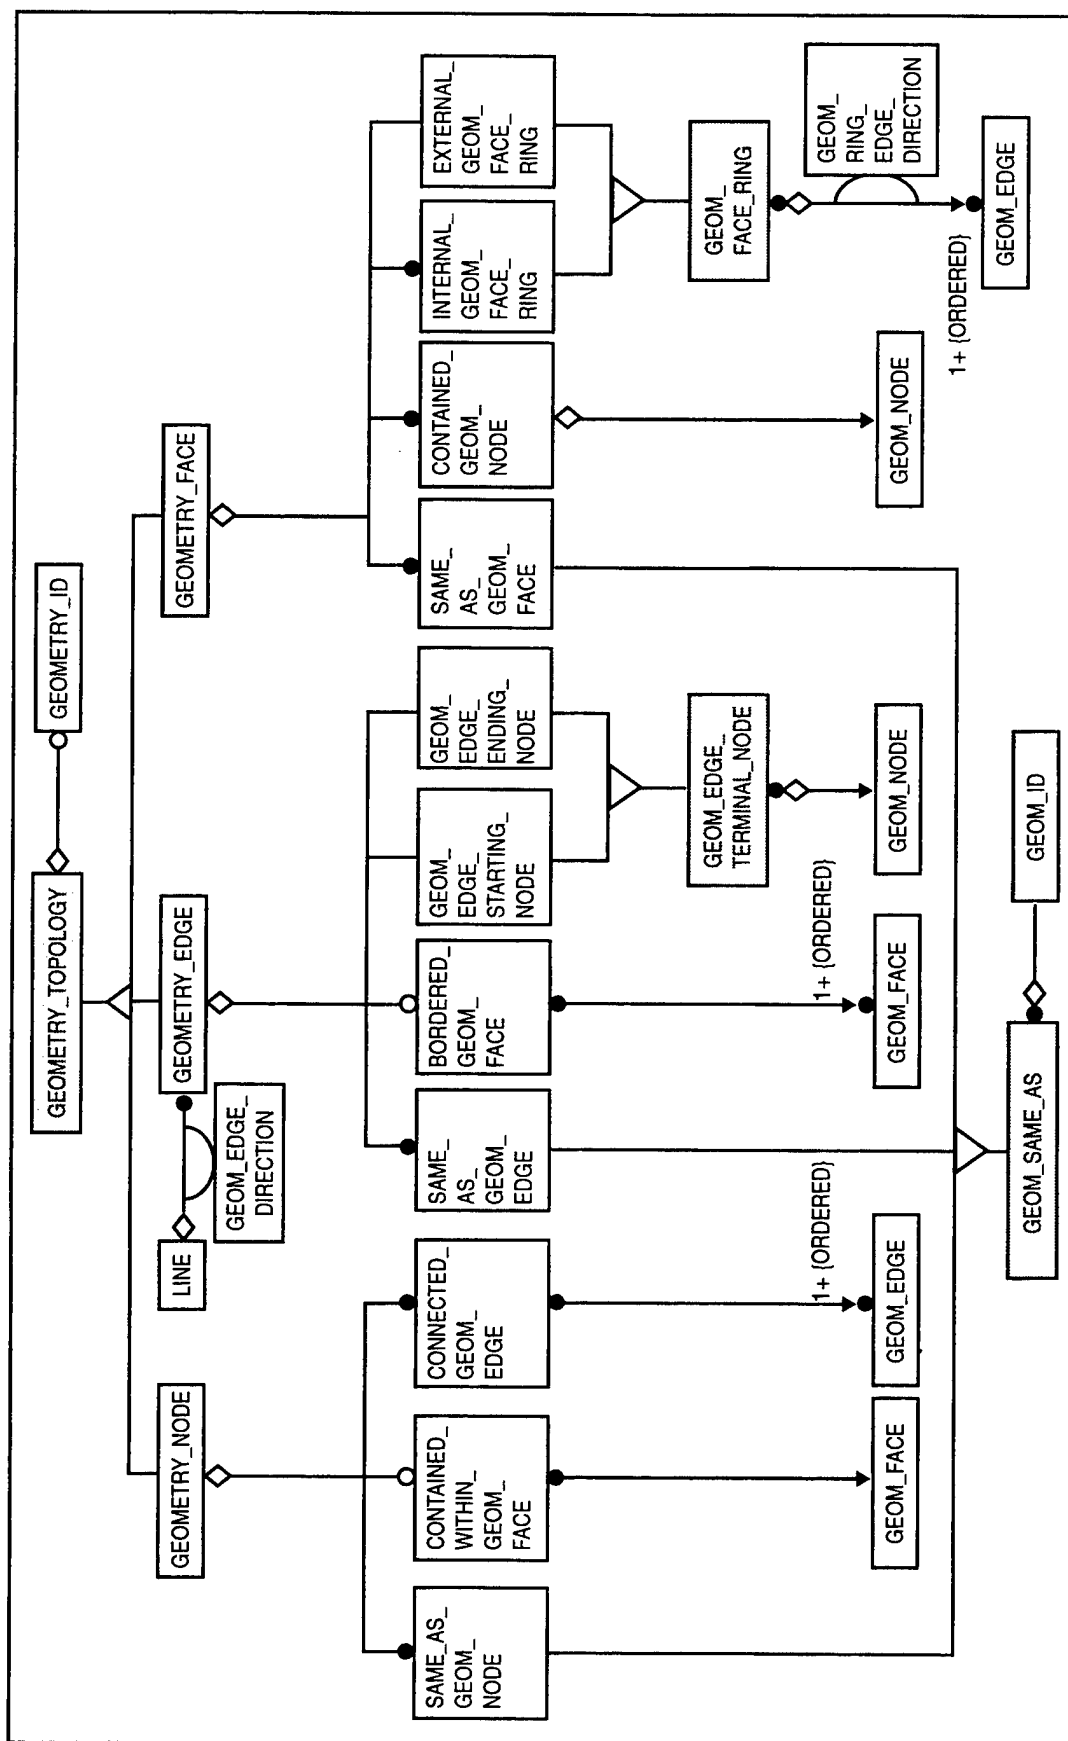 GEOMETRY_TOPOLOGY
GEOMETRY_ID
GEOMETRY_NODE
LINE
GEOM_EDGE_
DIRECTION
GEOMETRY_EDGE
GEOMETRY_FACE
SAME_AS_
GEOM_
NODE
CONTAINED_
WITHIN_
GEOM_
FACE
CONNECTED_
GEOM_
EDGE
SAME_
AS_
GEOM_
EDGE
BORDERED_
GEOM_
FACE
GEOM_
EDGE_
STARTING_
NODE
GEOM_
EDGE_
ENDING_
NODE
SAME_
AS_
GEOM_
FACE
CONTAINED_
GEOM_
NODE
INTERNAL_
GEOM_
FACE_
RING
EXTERNAL_
GEOM_
FACE_
RING
GEOM_EDGE_
TERMINAL_NODE
GEOM_
FACE_RING
GEOM_
RING_
EDGE_
DIRECTION
1+ {ORDERED}
1+ {ORDERED}
1+ {ORDERED}
GEOM_FACE
GEOM_EDGE
GEOM_FACE
GEOM_NODE
GEOM_NODE
GEOM_EDGE
GEOM_SAME_AS
GEOM_ID